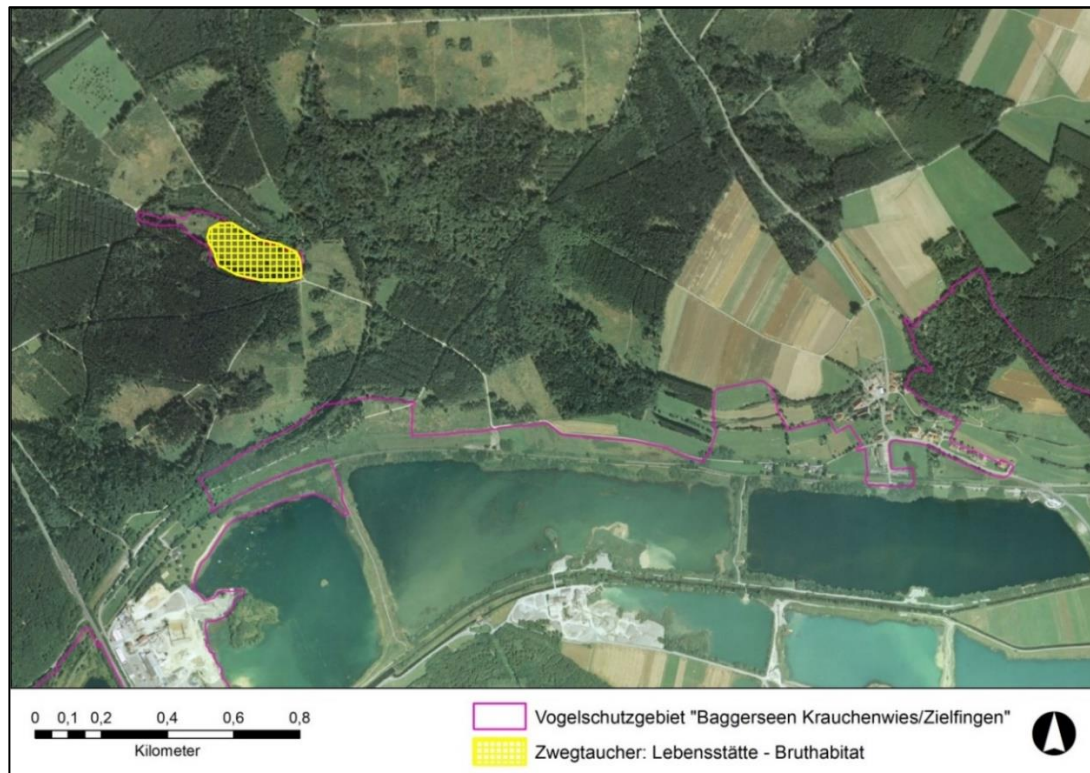 0 0,1 0,2 0,4 0,6 0,8
Kilometer
Vogelschutzgebiet "Baggerseen Krauchenwies/Zielfingen"
Zwegtaucher: Lebensstätte - Bruthabitat